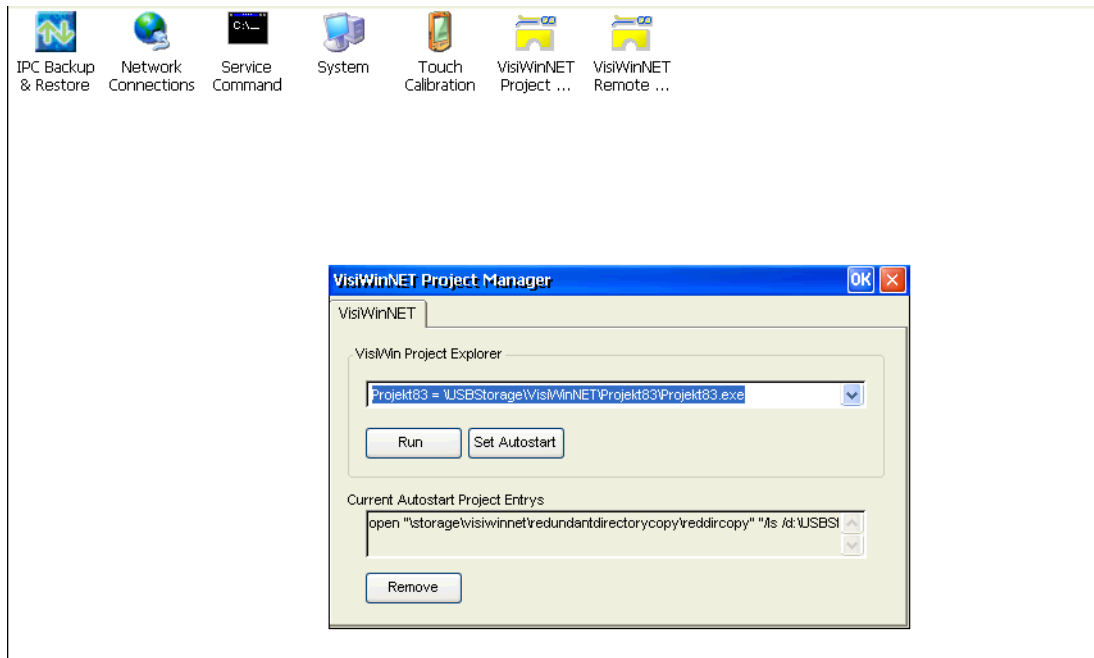 C:\_
IPC Backup & Restore
Network Connections
Service Command
System
Touch Calibration
VisiWinNET Project ...
VisiWinNET Remote ...
VisiWinNET Project Manager
OK
VisiWinNET
VisiWin Project Explorer
Projekt83 = \USBStorage\VisiWinNET\Projekt83\Projekt83.exe
Run
Set Autostart
Current Autostart Project Entrys
open "\storage\visiwinnet\redundantdirectorycopy\reddircopy" "/ls /d:\USBSt
Remove